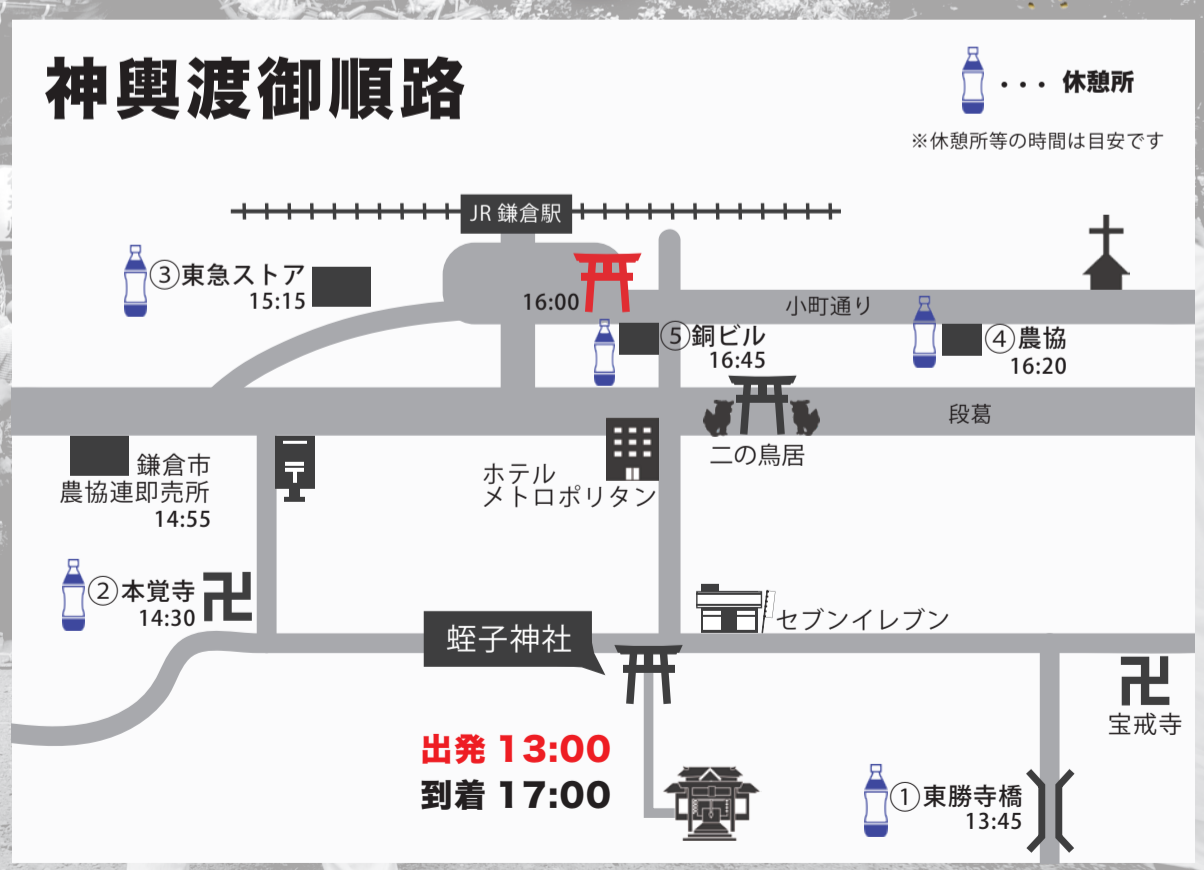 神輿渡御順路
・・・ 休憩所
※休憩所等の時間は目安です
JR 鎌倉駅
③東急ストア
15:15
16:00
小町通り
⑤銅ビル
16:45
④農協
16:20
段葛
二の鳥居
鎌倉市
農協連即売所
14:55
〒
ホテル
メトロポリタン
②本覚寺
14:30
卍
セブンイレブン
蛭子神社
卍
宝戒寺
出発 13:00
到着 17:00
①東勝寺橋
13:45